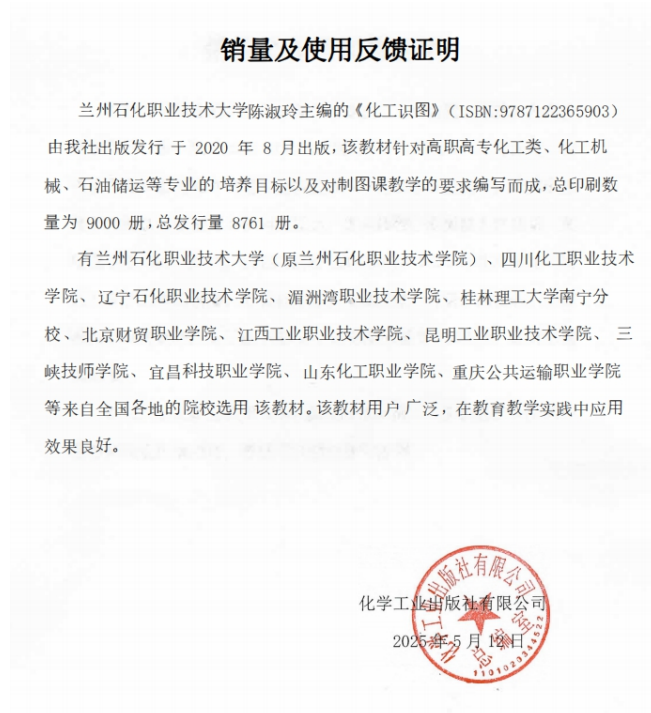 销量及使用反馈证明
兰州石化职业技术大学陈淑玲主编的《化工识图》（ISBN:9787122365903）
由我社出版发行 于 2020 年 8 月出版，该教材针对高职高专化工类、化工机
械、石油储运等专业的 培养目标以及对制图课教学的要求编写而成，总印刷数
量为 9000 册，总发行量 8761 册。
有兰州石化职业技术大学（原兰州石化职业技术学院）、四川化工职业技术
学院、辽宁石化职业技术学院、湄洲湾职业技术学院、桂林理工大学南宁分
校、北京财贸职业学院、江西工业职业技术学院、昆明工业职业技术学院、 三
峡技师学院、宜昌科技职业学院、山东化工职业学院、重庆公共运输职业学院
等来自全国各地的院校选用 该教材。该教材用户 广泛，在教育教学实践中应用
效果良好。
化学工业出版社有限公司
化学工业出版社有限公司
2025 年 5 月 日
1101029344522